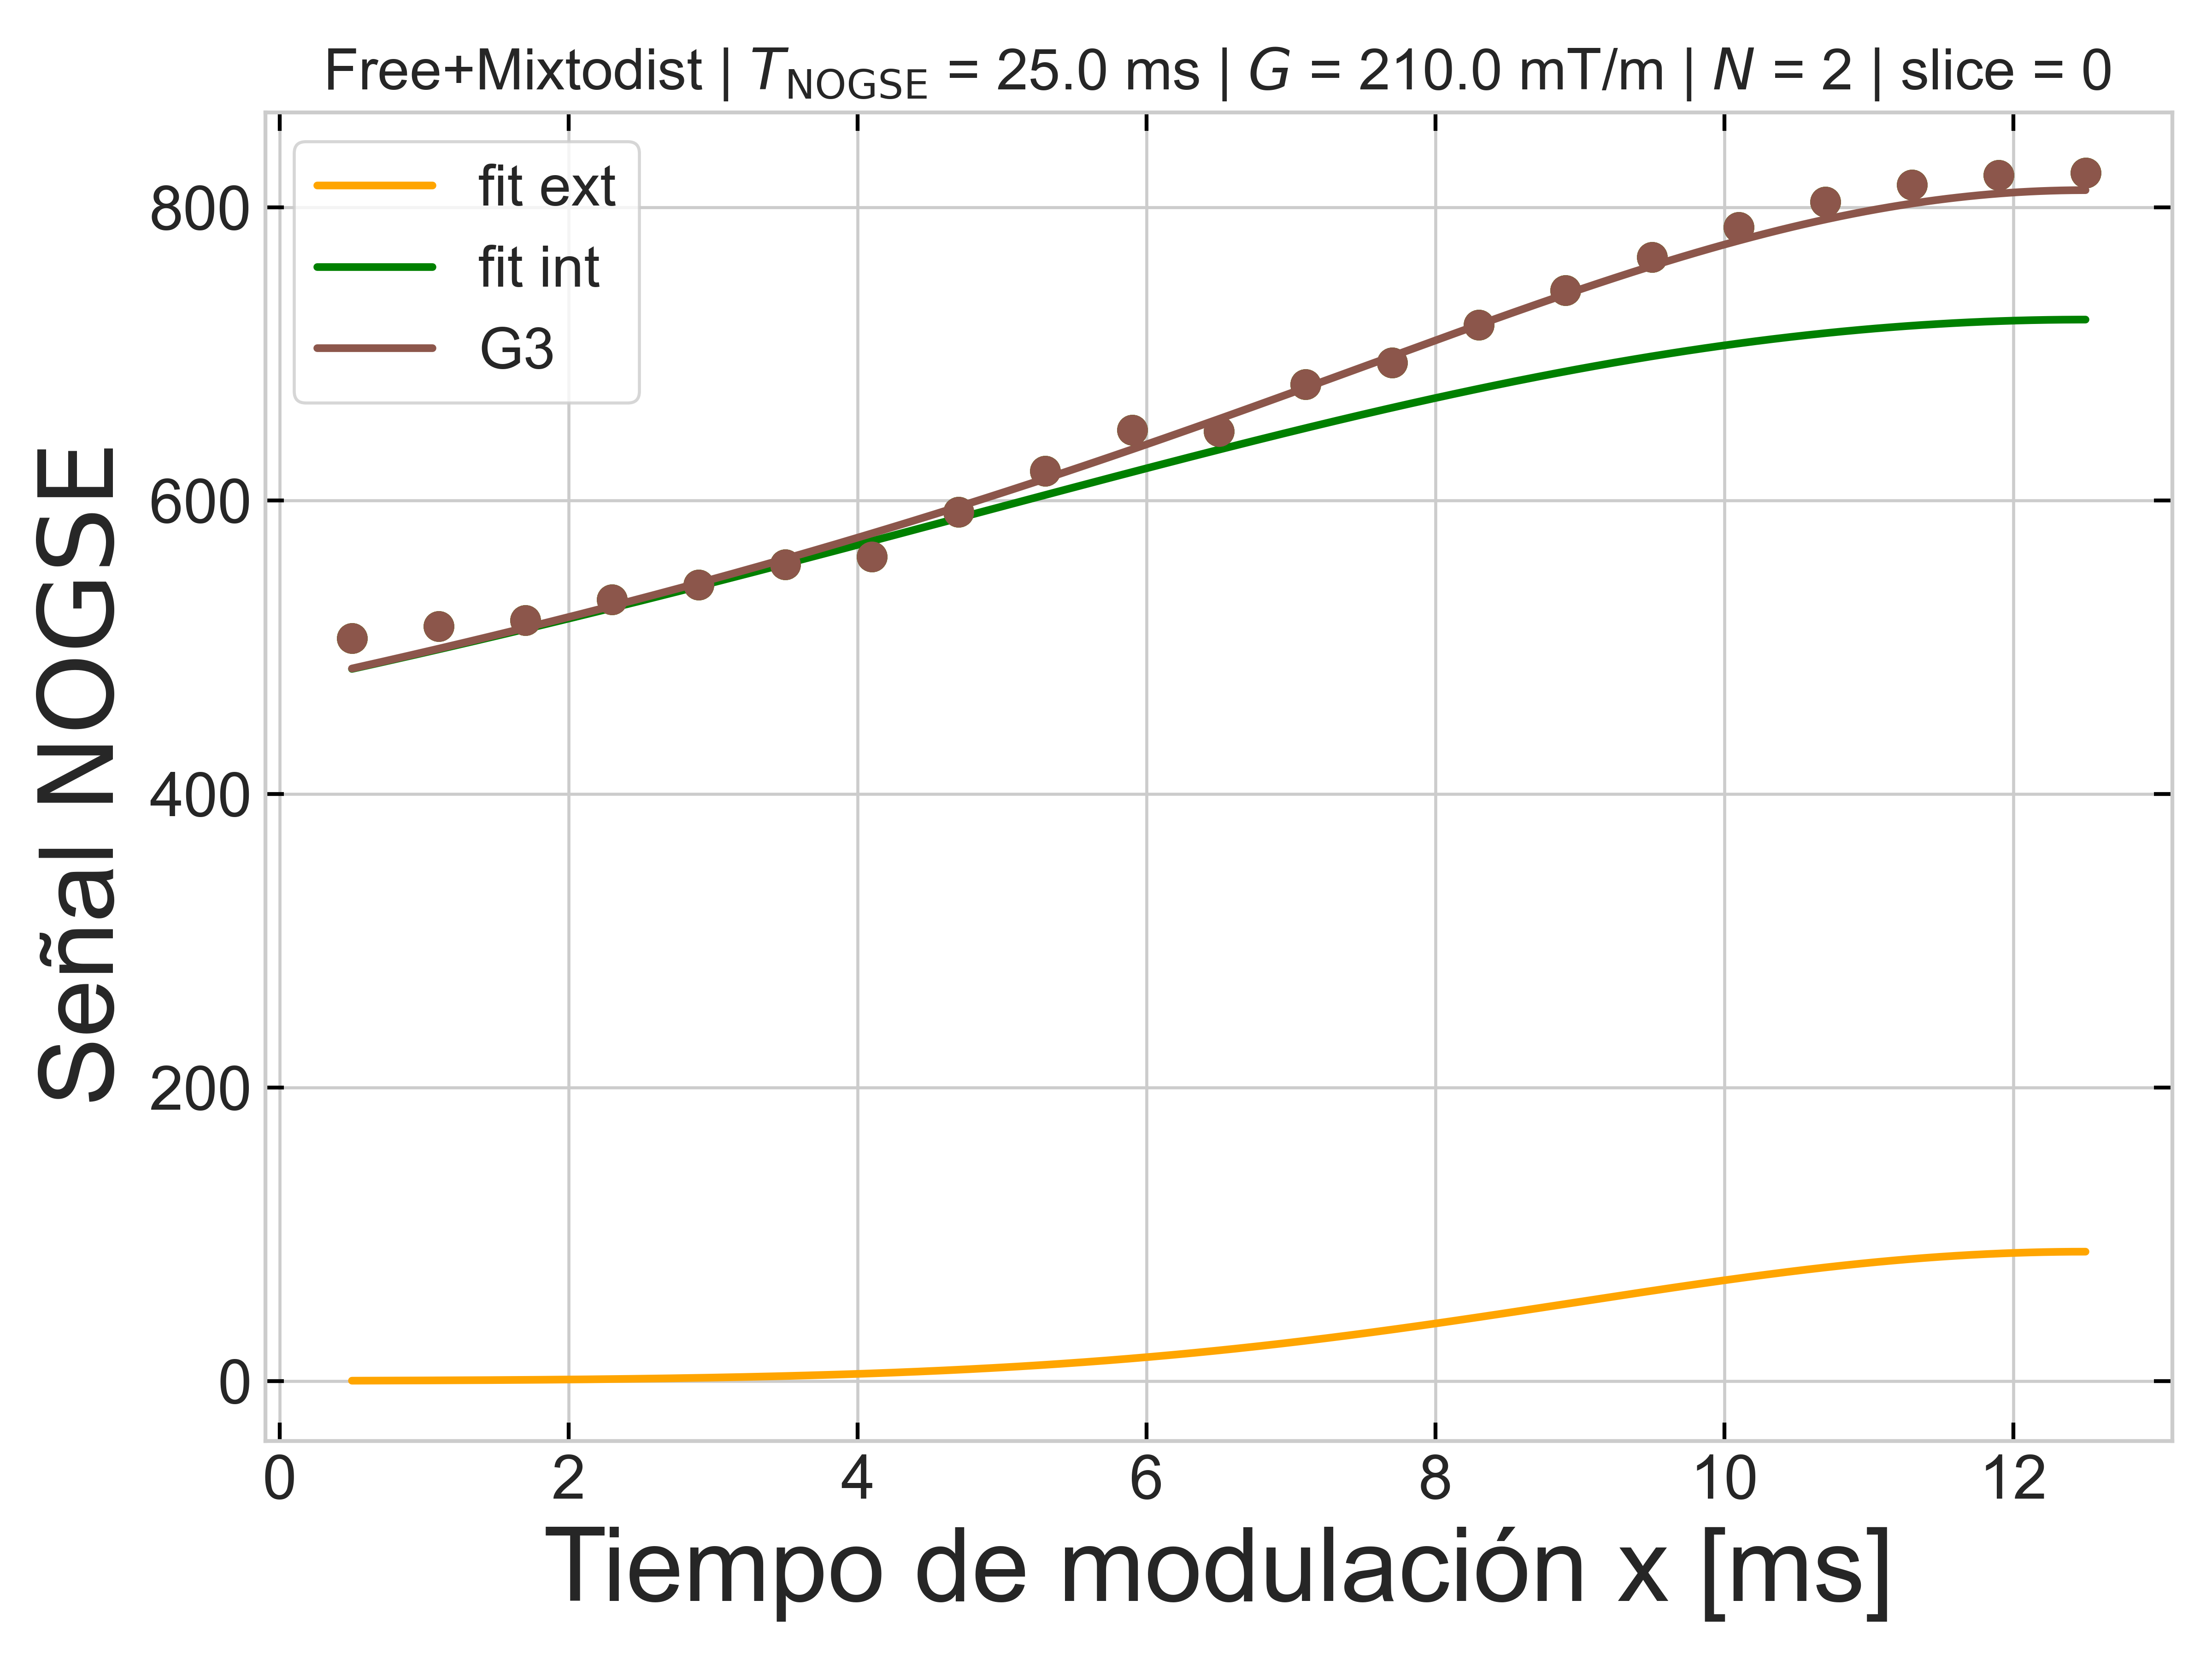 Free+Mixtodist | T_NOGSE = 25.0 ms | G = 210.0 mT/m | N = 2 | slice = 0
fit ext
fit int
G3
Señal NOGSE
800
600
400
200
0
0 2 4 6 8 10 12
Tiempo de modulación x [ms]